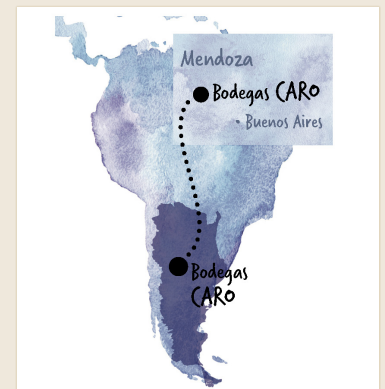 Mendoza
Bodegas CARO
• Buenos Aires
Bodegas
CARO